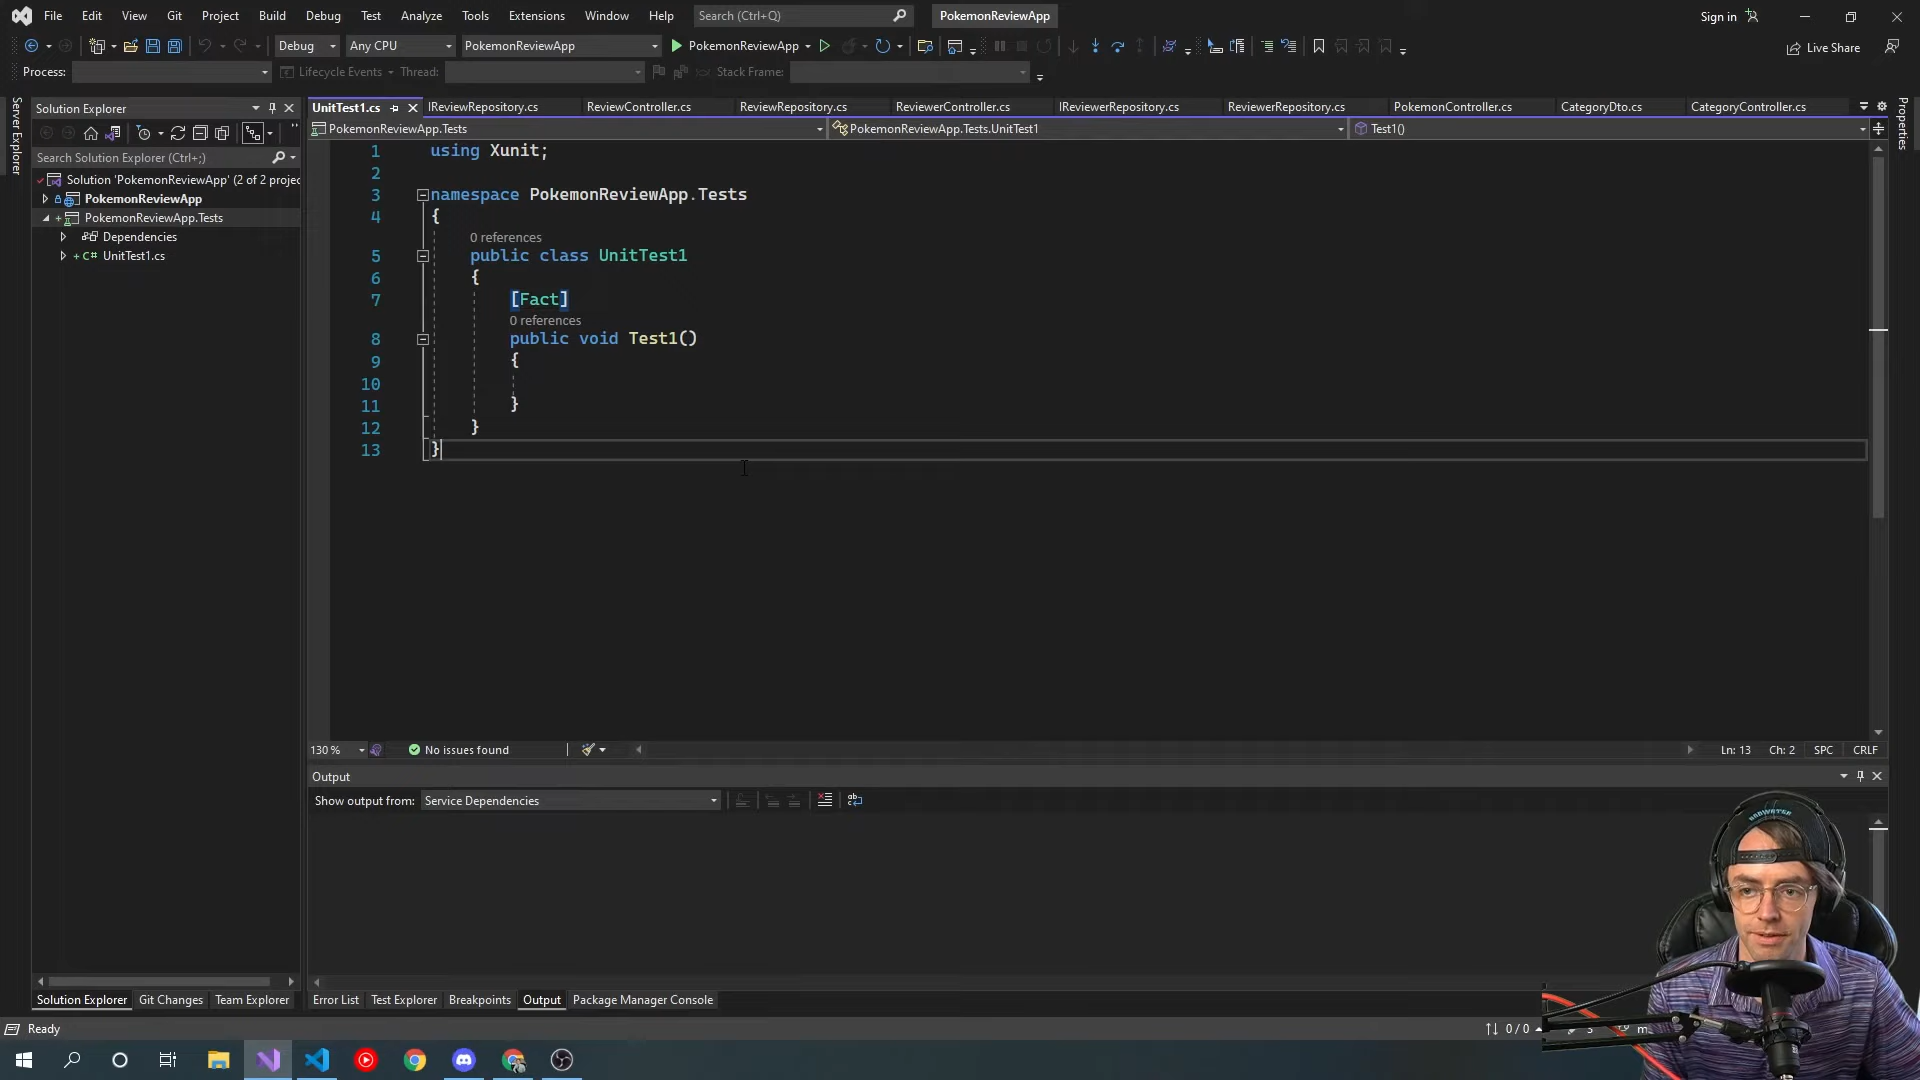 File Edit View Git Project Build Debug Test Analyze Tools Extensions Window Help Search (Ctrl+Q) PokemonReviewApp Sign in
Debug Any CPU PokemonReviewApp PokemonReviewApp Live Share
Process: Lifecycle Events Thread: Stack Frame:
Server Explorer
Solution Explorer
Search Solution Explorer (Ctrl+;)
Solution 'PokemonReviewApp' (2 of 2 projec
PokemonReviewApp
PokemonReviewApp.Tests
Dependencies
C# UnitTest1.cs
UnitTest1.cs IReviewRepository.cs ReviewController.cs ReviewRepository.cs ReviewerController.cs IReviewerRepository.cs ReviewerRepository.cs PokemonController.cs CategoryDto.cs CategoryController.cs
PokemonReviewApp.Tests PokemonReviewApp.Tests.UnitTest1 Test1()
Properties
1 using Xunit;
2
3 namespace PokemonReviewApp.Tests
4 {
0 references
5 public class UnitTest1
6 {
7 [Fact]
0 references
8 public void Test1()
9 {
10
11 }
12 }
13 }
130 % No issues found Ln: 13 Ch: 2 SPC CRLF
Output
Show output from: Service Dependencies
Solution Explorer Git Changes Team Explorer Error List Test Explorer Breakpoints Output Package Manager Console
Ready 0 / 0 3 m